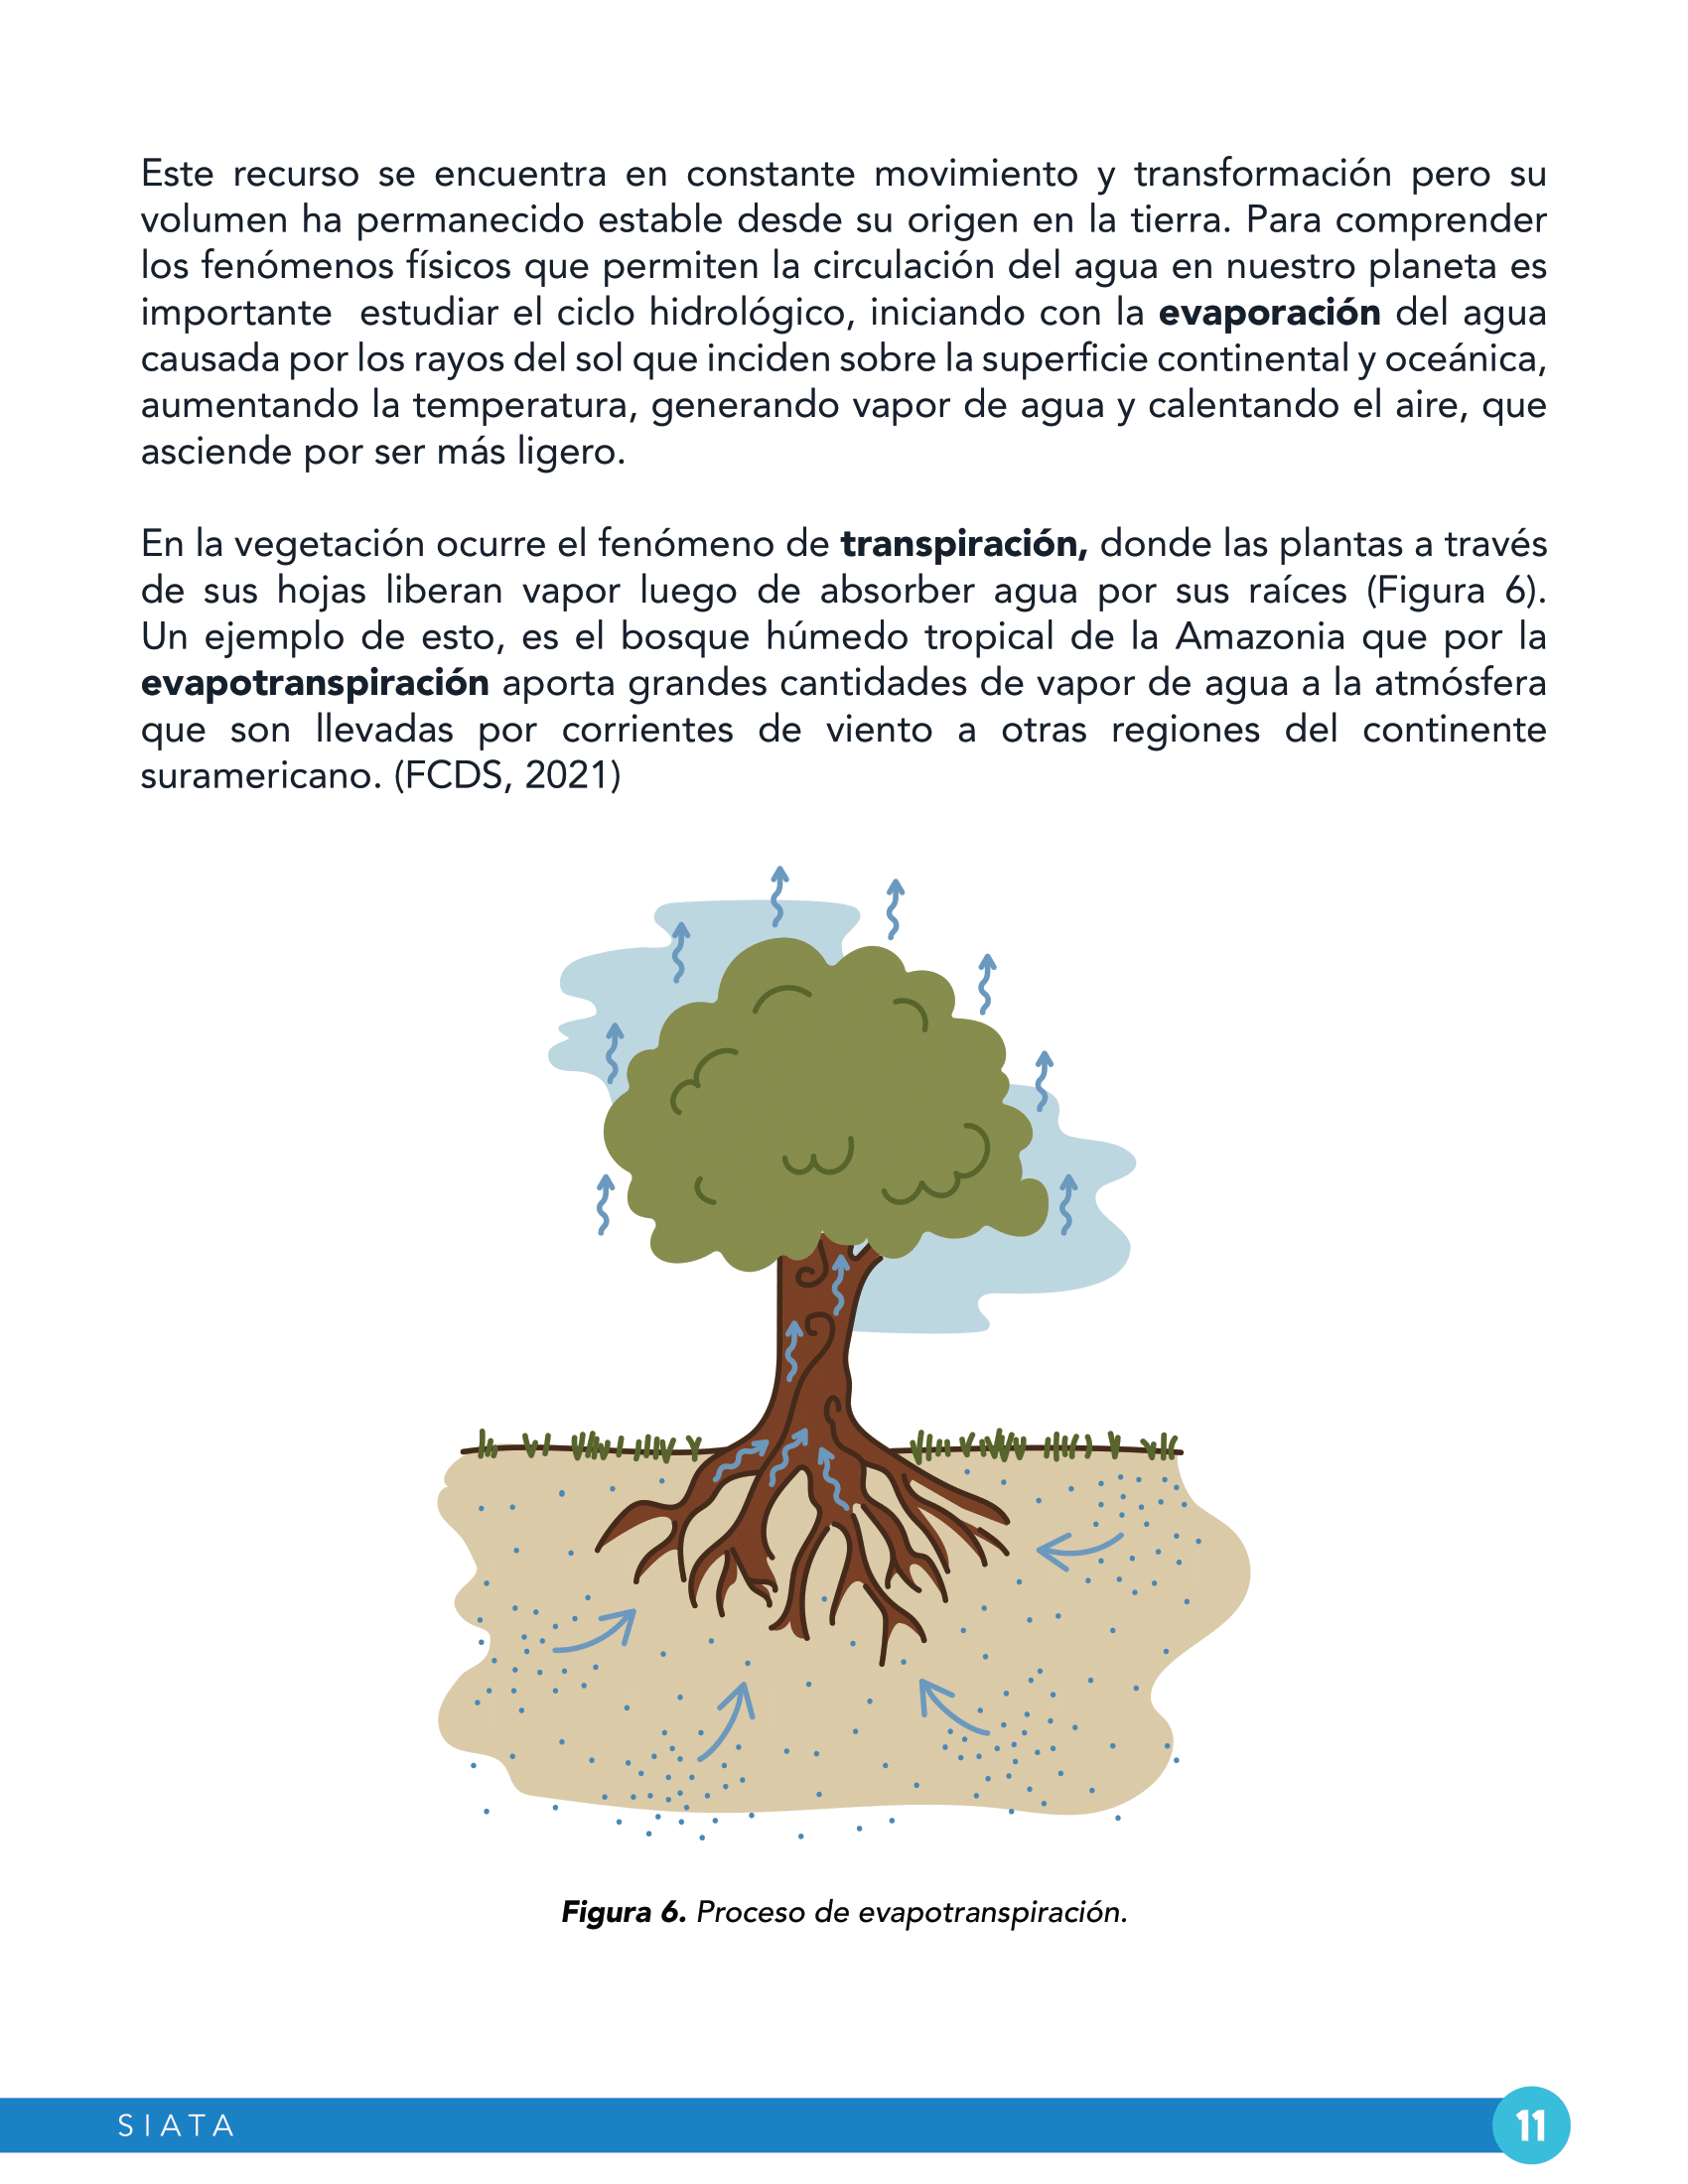 Este recurso se encuentra en constante movimiento y transformación pero su
volumen ha permanecido estable desde su origen en la tierra. Para comprender
los fenómenos físicos que permiten la circulación del agua en nuestro planeta es
importante estudiar el ciclo hidrológico, iniciando con la evaporación del agua
causada por los rayos del sol que inciden sobre la superficie continental y oceánica,
aumentando la temperatura, generando vapor de agua y calentando el aire, que
asciende por ser más ligero.
En la vegetación ocurre el fenómeno de transpiración, donde las plantas a través
de sus hojas liberan vapor luego de absorber agua por sus raíces (Figura 6).
Un ejemplo de esto, es el bosque húmedo tropical de la Amazonia que por la
evapotranspiración aporta grandes cantidades de vapor de agua a la atmósfera
que son llevadas por corrientes de viento a otras regiones del continente
suramericano. (FCDS, 2021)
Figura 6. Proceso de evapotranspiración.
SIATA
11